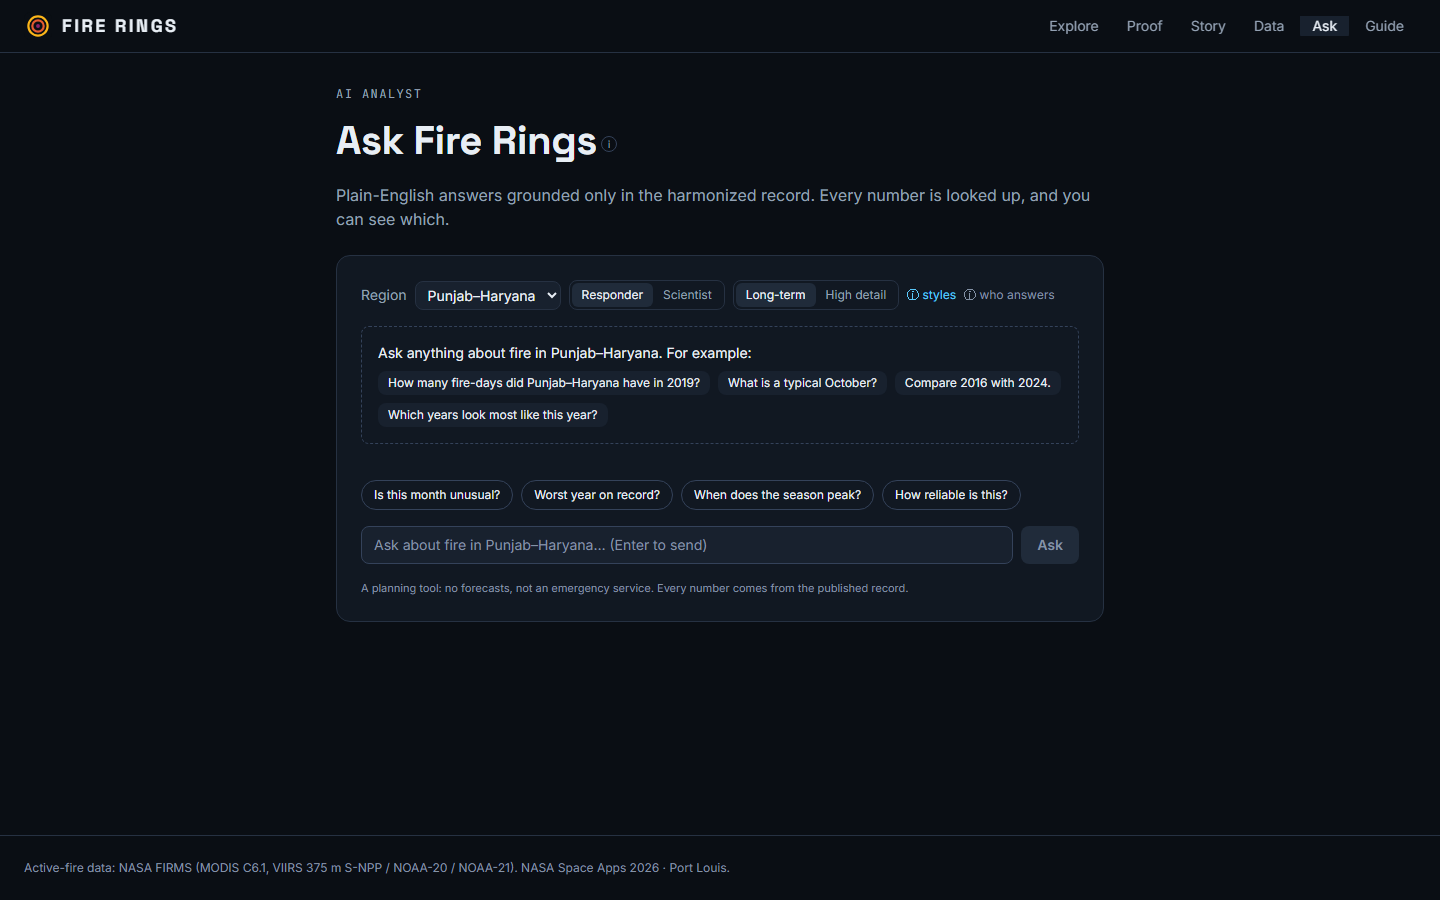 FIRE RINGS
Explore Proof Story Data Ask Guide
AI ANALYST
Ask Fire Rings i
Plain-English answers grounded only in the harmonized record. Every number is looked up, and you
can see which.
Region Punjab–Haryana Responder Scientist Long-term High detail ⓘ styles ⓘ who answers
Ask anything about fire in Punjab–Haryana. For example:
How many fire-days did Punjab–Haryana have in 2019? What is a typical October? Compare 2016 with 2024.
Which years look most like this year?
Is this month unusual? Worst year on record? When does the season peak? How reliable is this?
Ask about fire in Punjab–Haryana... (Enter to send) Ask
A planning tool: no forecasts, not an emergency service. Every number comes from the published record.
Active-fire data: NASA FIRMS (MODIS C6.1, VIIRS 375 m S-NPP / NOAA-20 / NOAA-21). NASA Space Apps 2026 · Port Louis.